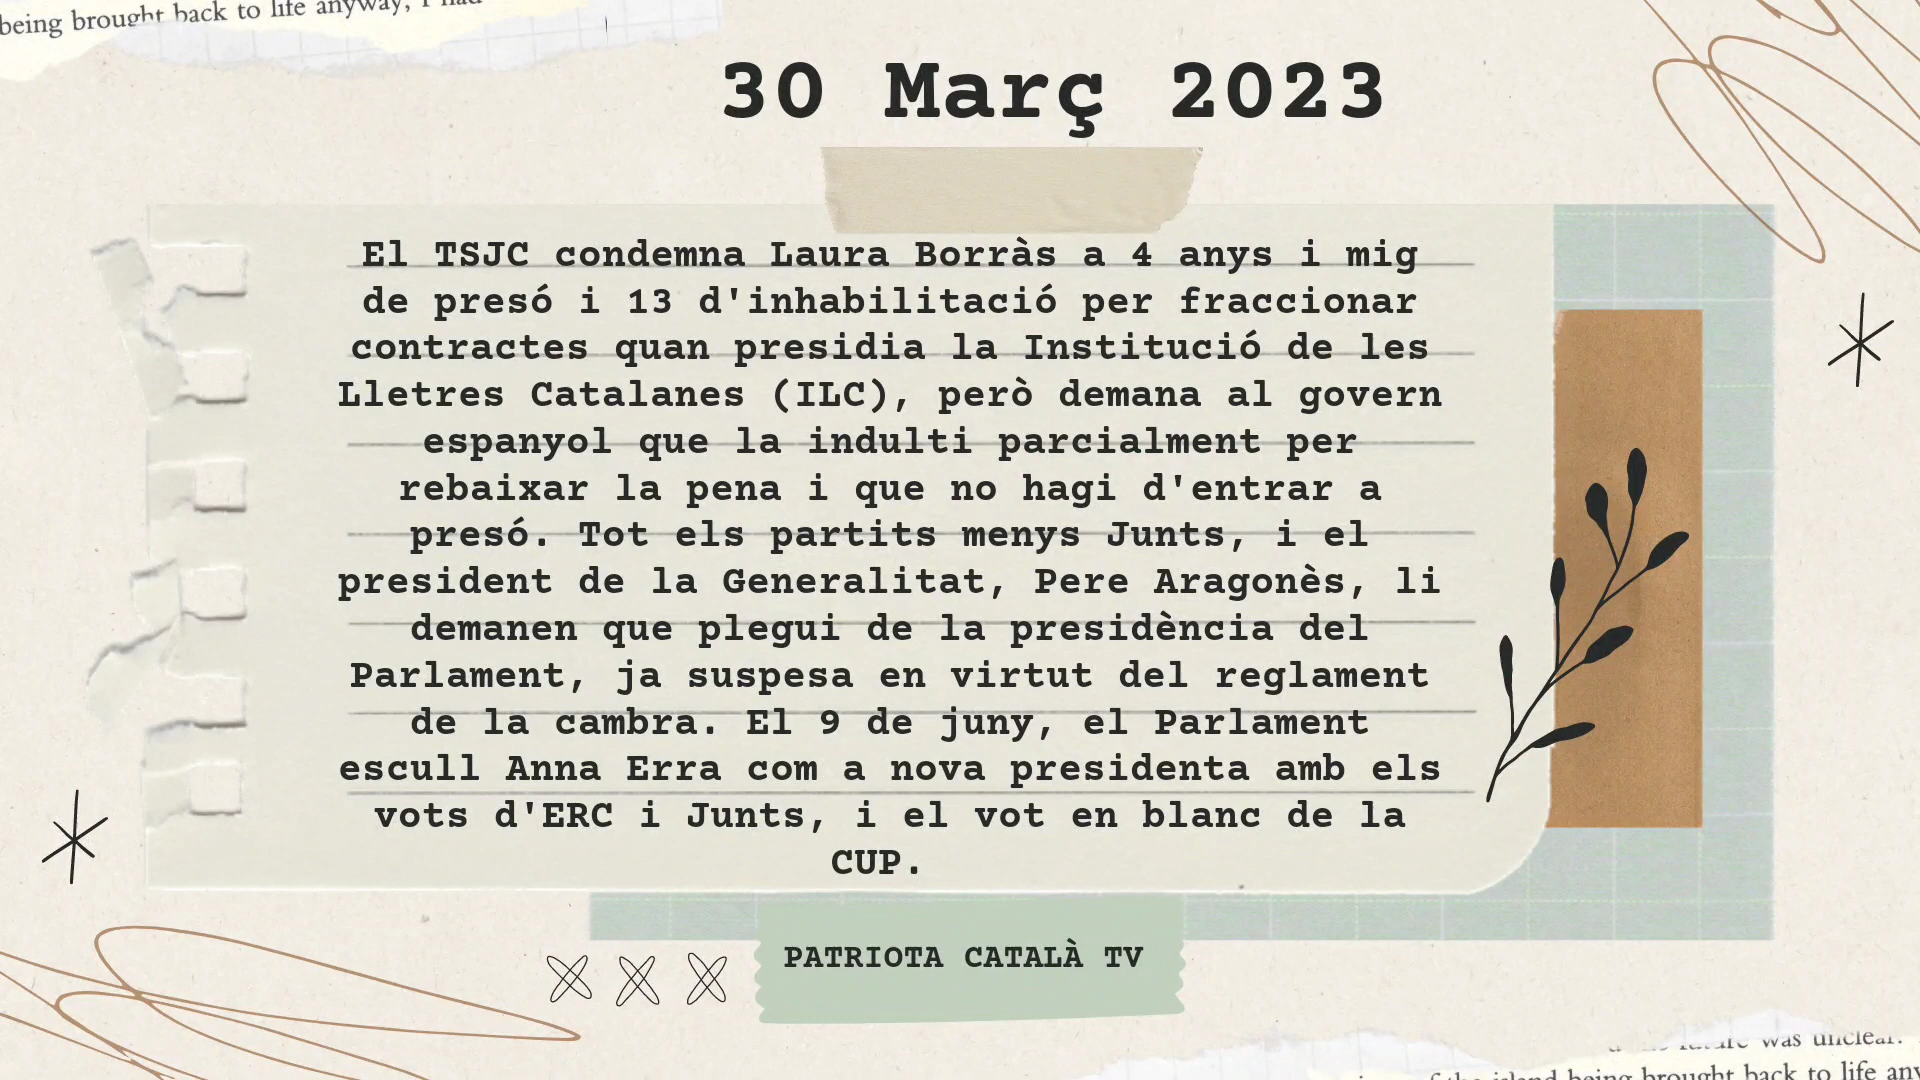 being brought back to life anyway, I had
30 Març 2023
El TSJC condemna Laura Borràs a 4 anys i mig
de presó i 13 d'inhabilitació per fraccionar
contractes quan presidia la Institució de les
Lletres Catalanes (ILC), però demana al govern
espanyol que la indulti parcialment per
rebaixar la pena i que no hagi d'entrar a
presó. Tot els partits menys Junts, i el
president de la Generalitat, Pere Aragonès, li
demanen que plegui de la presidència del
Parlament, ja suspesa en virtut del reglament
de la cambra. El 9 de juny, el Parlament
escull Anna Erra com a nova presidenta amb els
vots d'ERC i Junts, i el vot en blanc de la
CUP.
PATRIOTA CATALÀ TV
future was unclear.
the island being brought back to life any